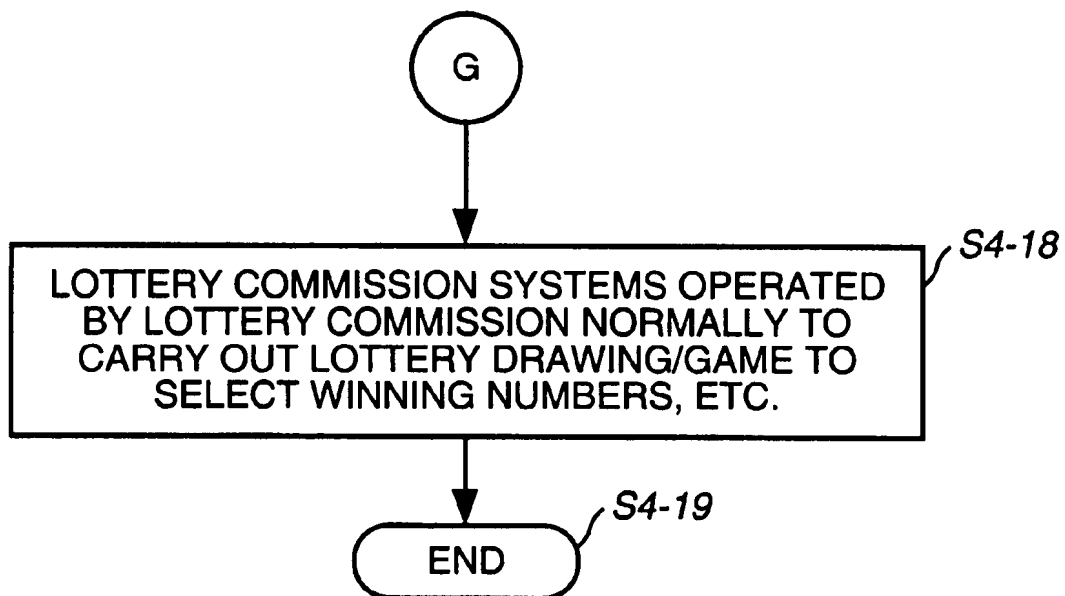 G
S4-18
LOTTERY COMMISSION SYSTEMS OPERATED
BY LOTTERY COMMISSION NORMALLY TO
CARRY OUT LOTTERY DRAWING/GAME TO
SELECT WINNING NUMBERS, ETC.
S4-19
END